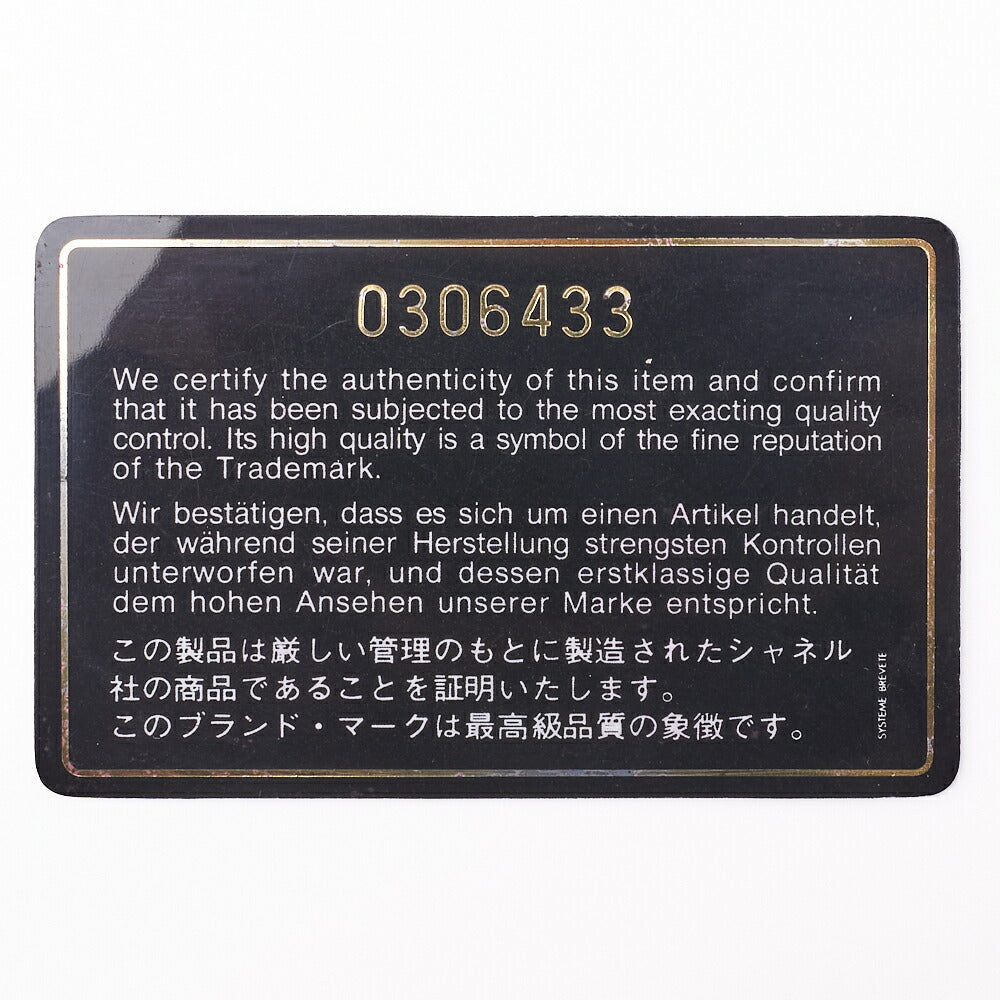 0306433
We certify the authenticity of this item and confirm
that it has been subjected to the most exacting quality
control. Its high quality is a symbol of the fine reputation
of the Trademark.
Wir bestätigen, dass es sich um einen Artikel handelt,
der während seiner Herstellung strengsten Kontrollen
unterworfen war, und dessen erstklassige Qualität
dem hohen Ansehen unserer Marke entspricht.
この製品は厳しい管理のもとに製造されたシャネル
社の商品であることを証明いたします。
このブランド・マークは最高級品質の象徴です。
SYSTEME BREVETE